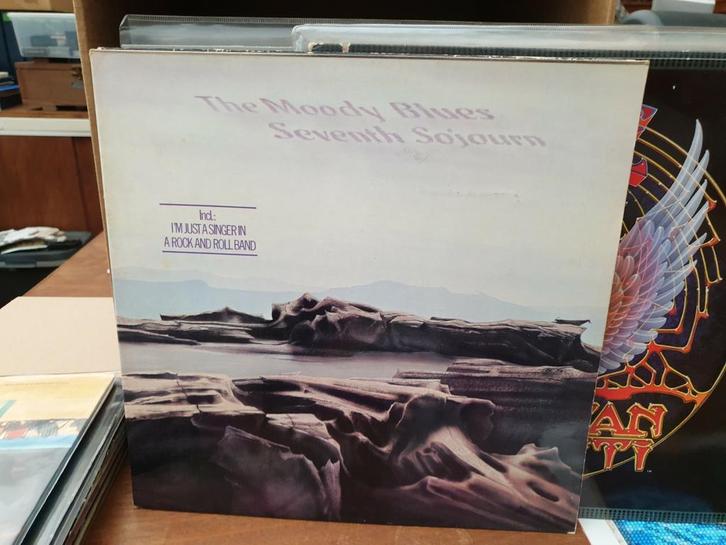 The Moody Blues
Seventh Sojourn
Incl.:
I'M JUST A SINGER IN
A ROCK AND ROLL BAND